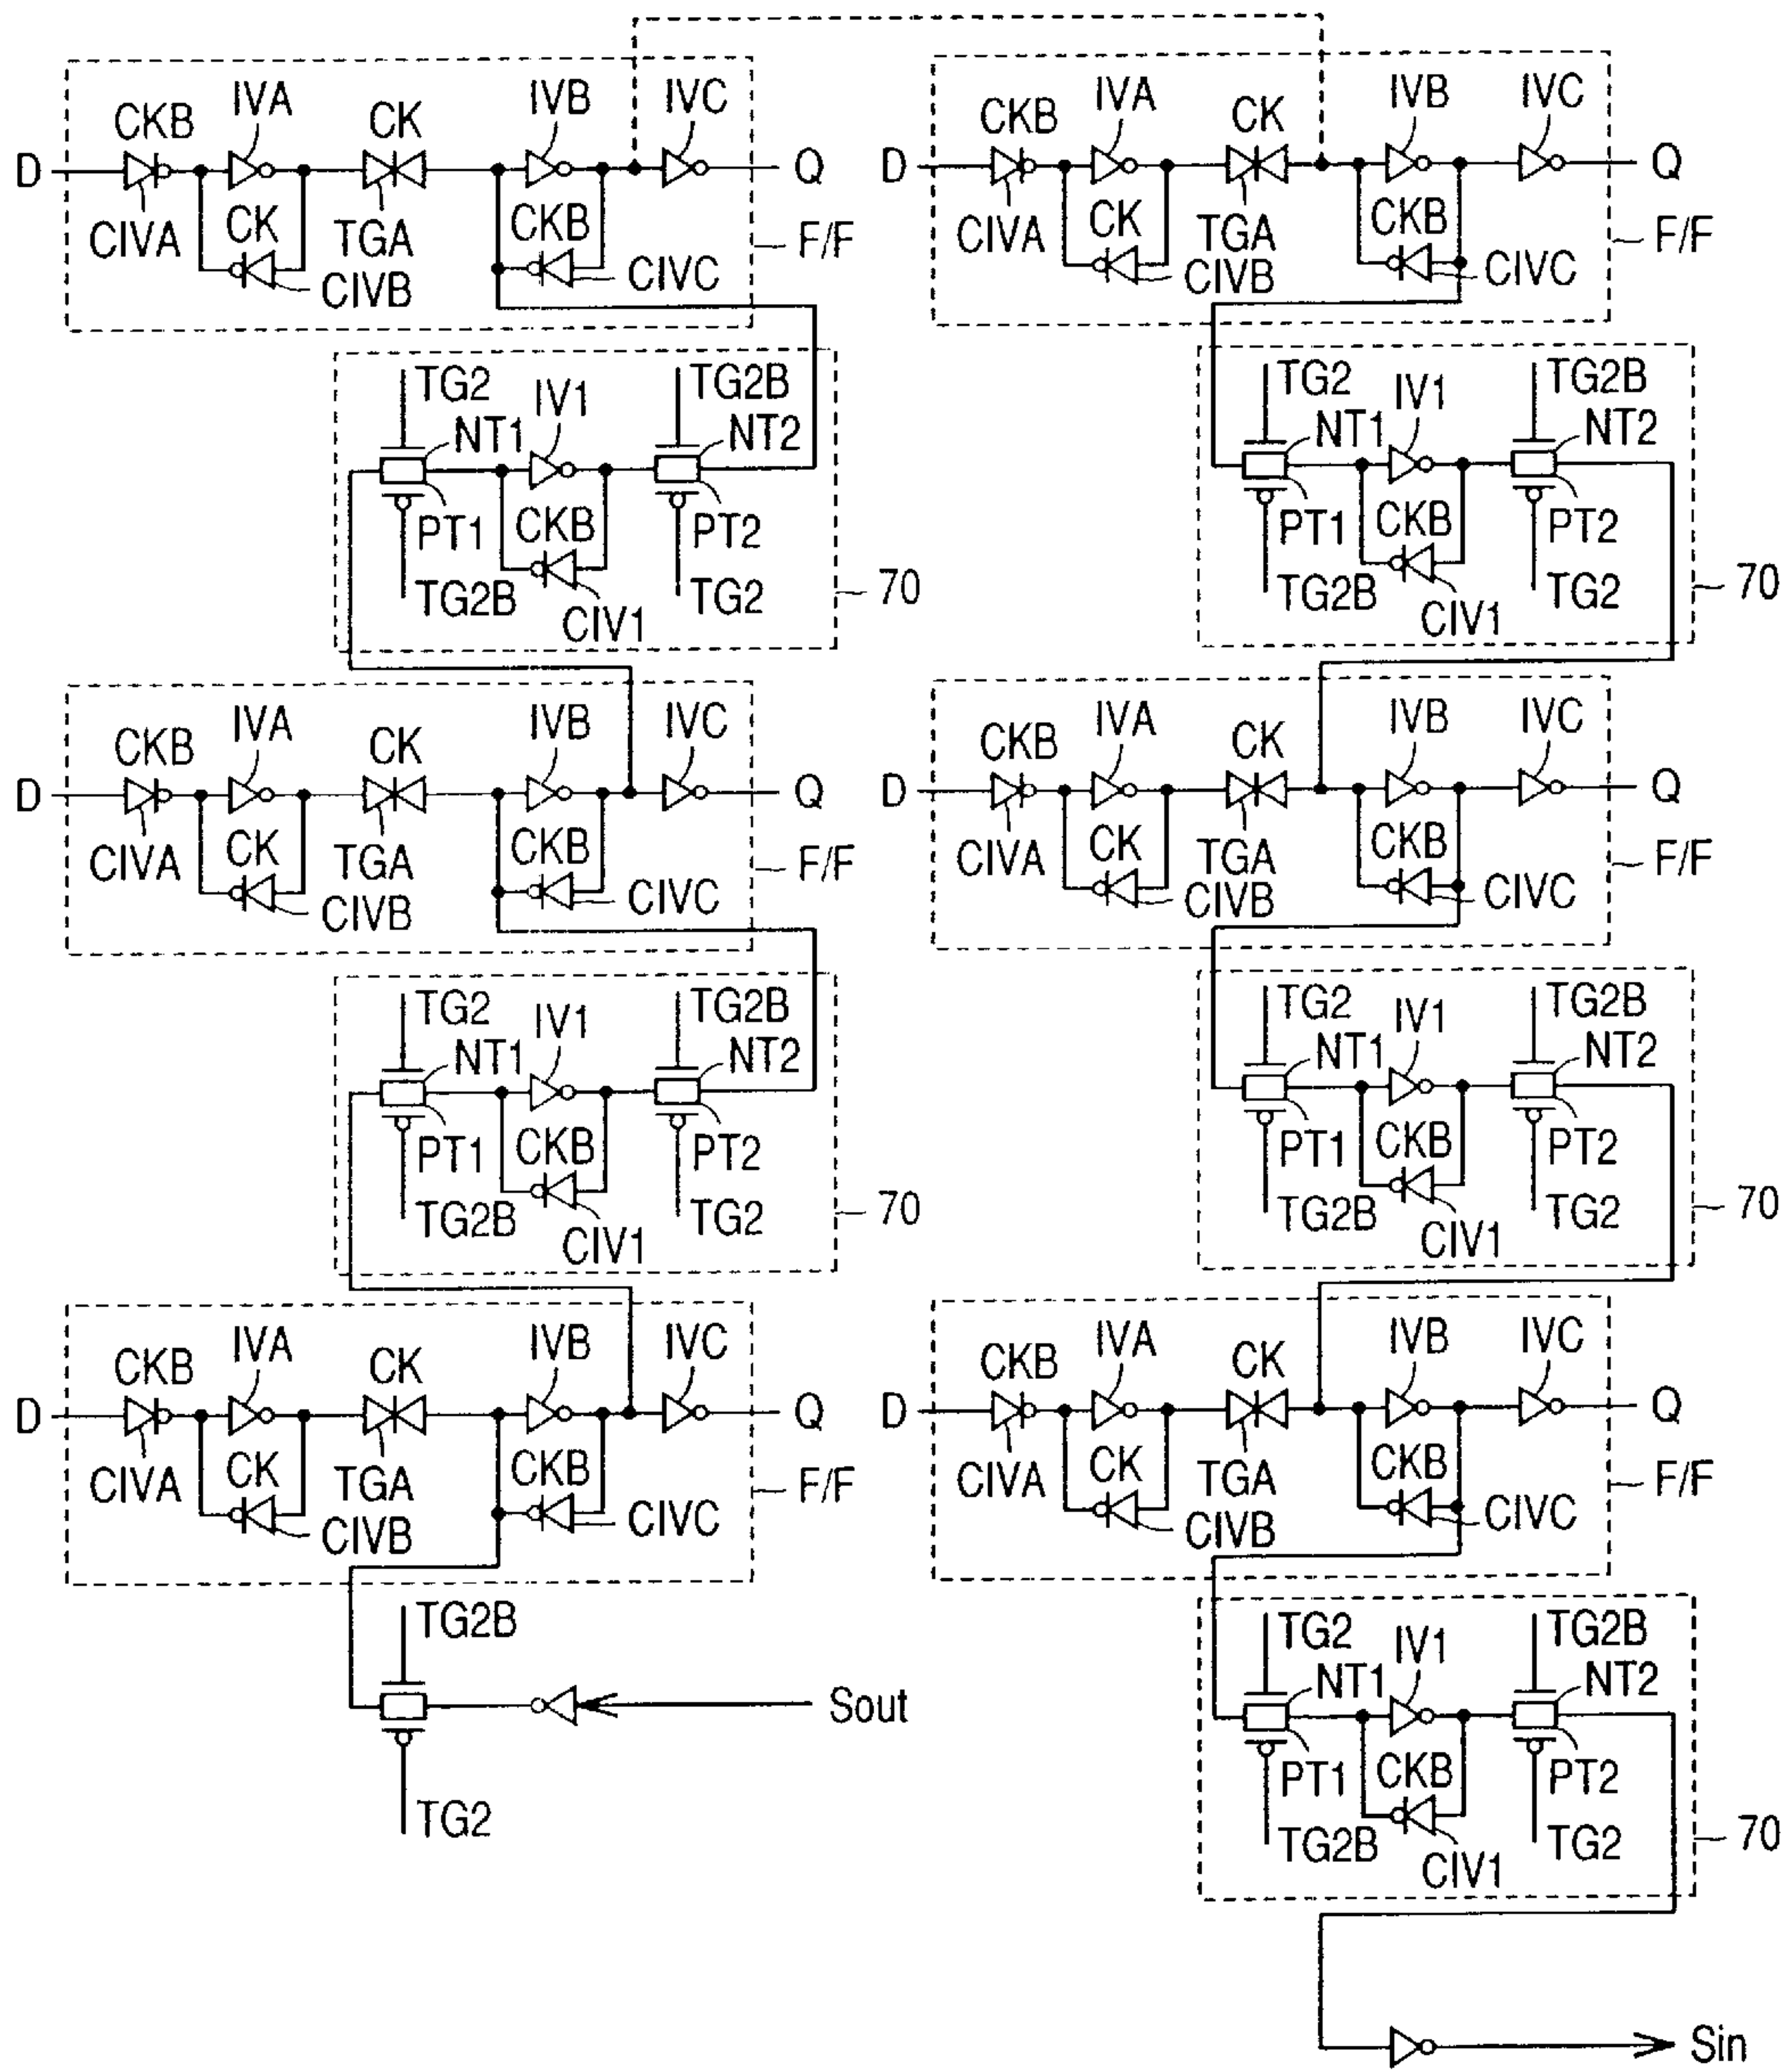 IVA IVB IVC IVA IVB IVC
CKB CK CKB CK
D Q D Q
CK CKB CK CKB
CIVA TGA F/F CIVA TGA F/F
CIVB CIVC CIVB CIVC
TG2 IV1 TG2B TG2 IV1 TG2B
NT1 NT2 NT1 NT2
PT1 CKB PT2 PT1 CKB PT2
TG2B TG2 70 TG2B TG2 70
CIV1 CIV1
IVA IVB IVC IVA IVB IVC
CKB CK CKB CK
D Q D Q
CK CKB CK CKB
CIVA TGA F/F CIVA TGA F/F
CIVB CIVC CIVB CIVC
TG2 IV1 TG2B TG2 IV1 TG2B
NT1 NT2 NT1 NT2
PT1 CKB PT2 PT1 CKB PT2
TG2B TG2 70 TG2B TG2 70
CIV1 CIV1
IVA IVB IVC IVA IVB IVC
CKB CK CKB CK
D Q D Q
CK CKB CK CKB
CIVA TGA F/F CIVA TGA F/F
CIVB CIVC CIVB CIVC
TG2B TG2 IV1 TG2B
NT1 NT2
Sout
PT1 CKB PT2
TG2 TG2B TG2 70
CIV1
Sin